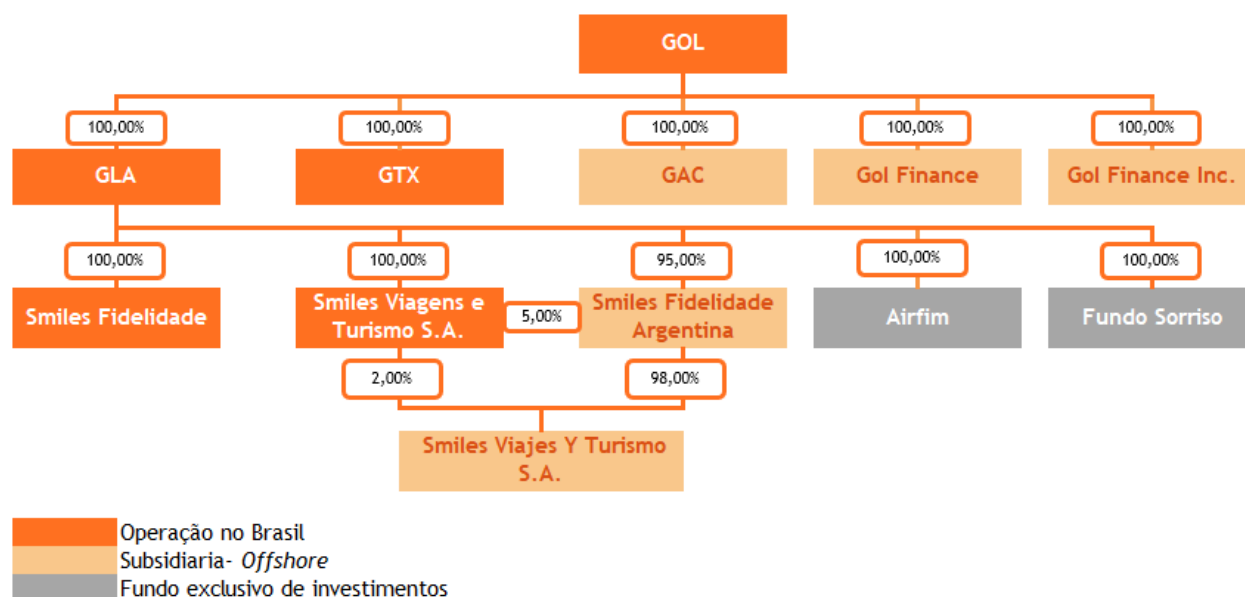 GOL
100,00%
100,00%
100,00%
100,00%
100,00%
GLA
GTX
GAC
Gol Finance
Gol Finance Inc.
100,00%
100,00%
95,00%
100,00%
100,00%
Smiles Fidelidade
Smiles Viagens e
Turismo S.A.
5,00%
Smiles Fidelidade
Argentina
Airfim
Fundo Sorriso
2,00%
98,00%
Smiles Viajes Y Turismo
S.A.
Operação no Brasil
Subsidiaria- Offshore
Fundo exclusivo de investimentos